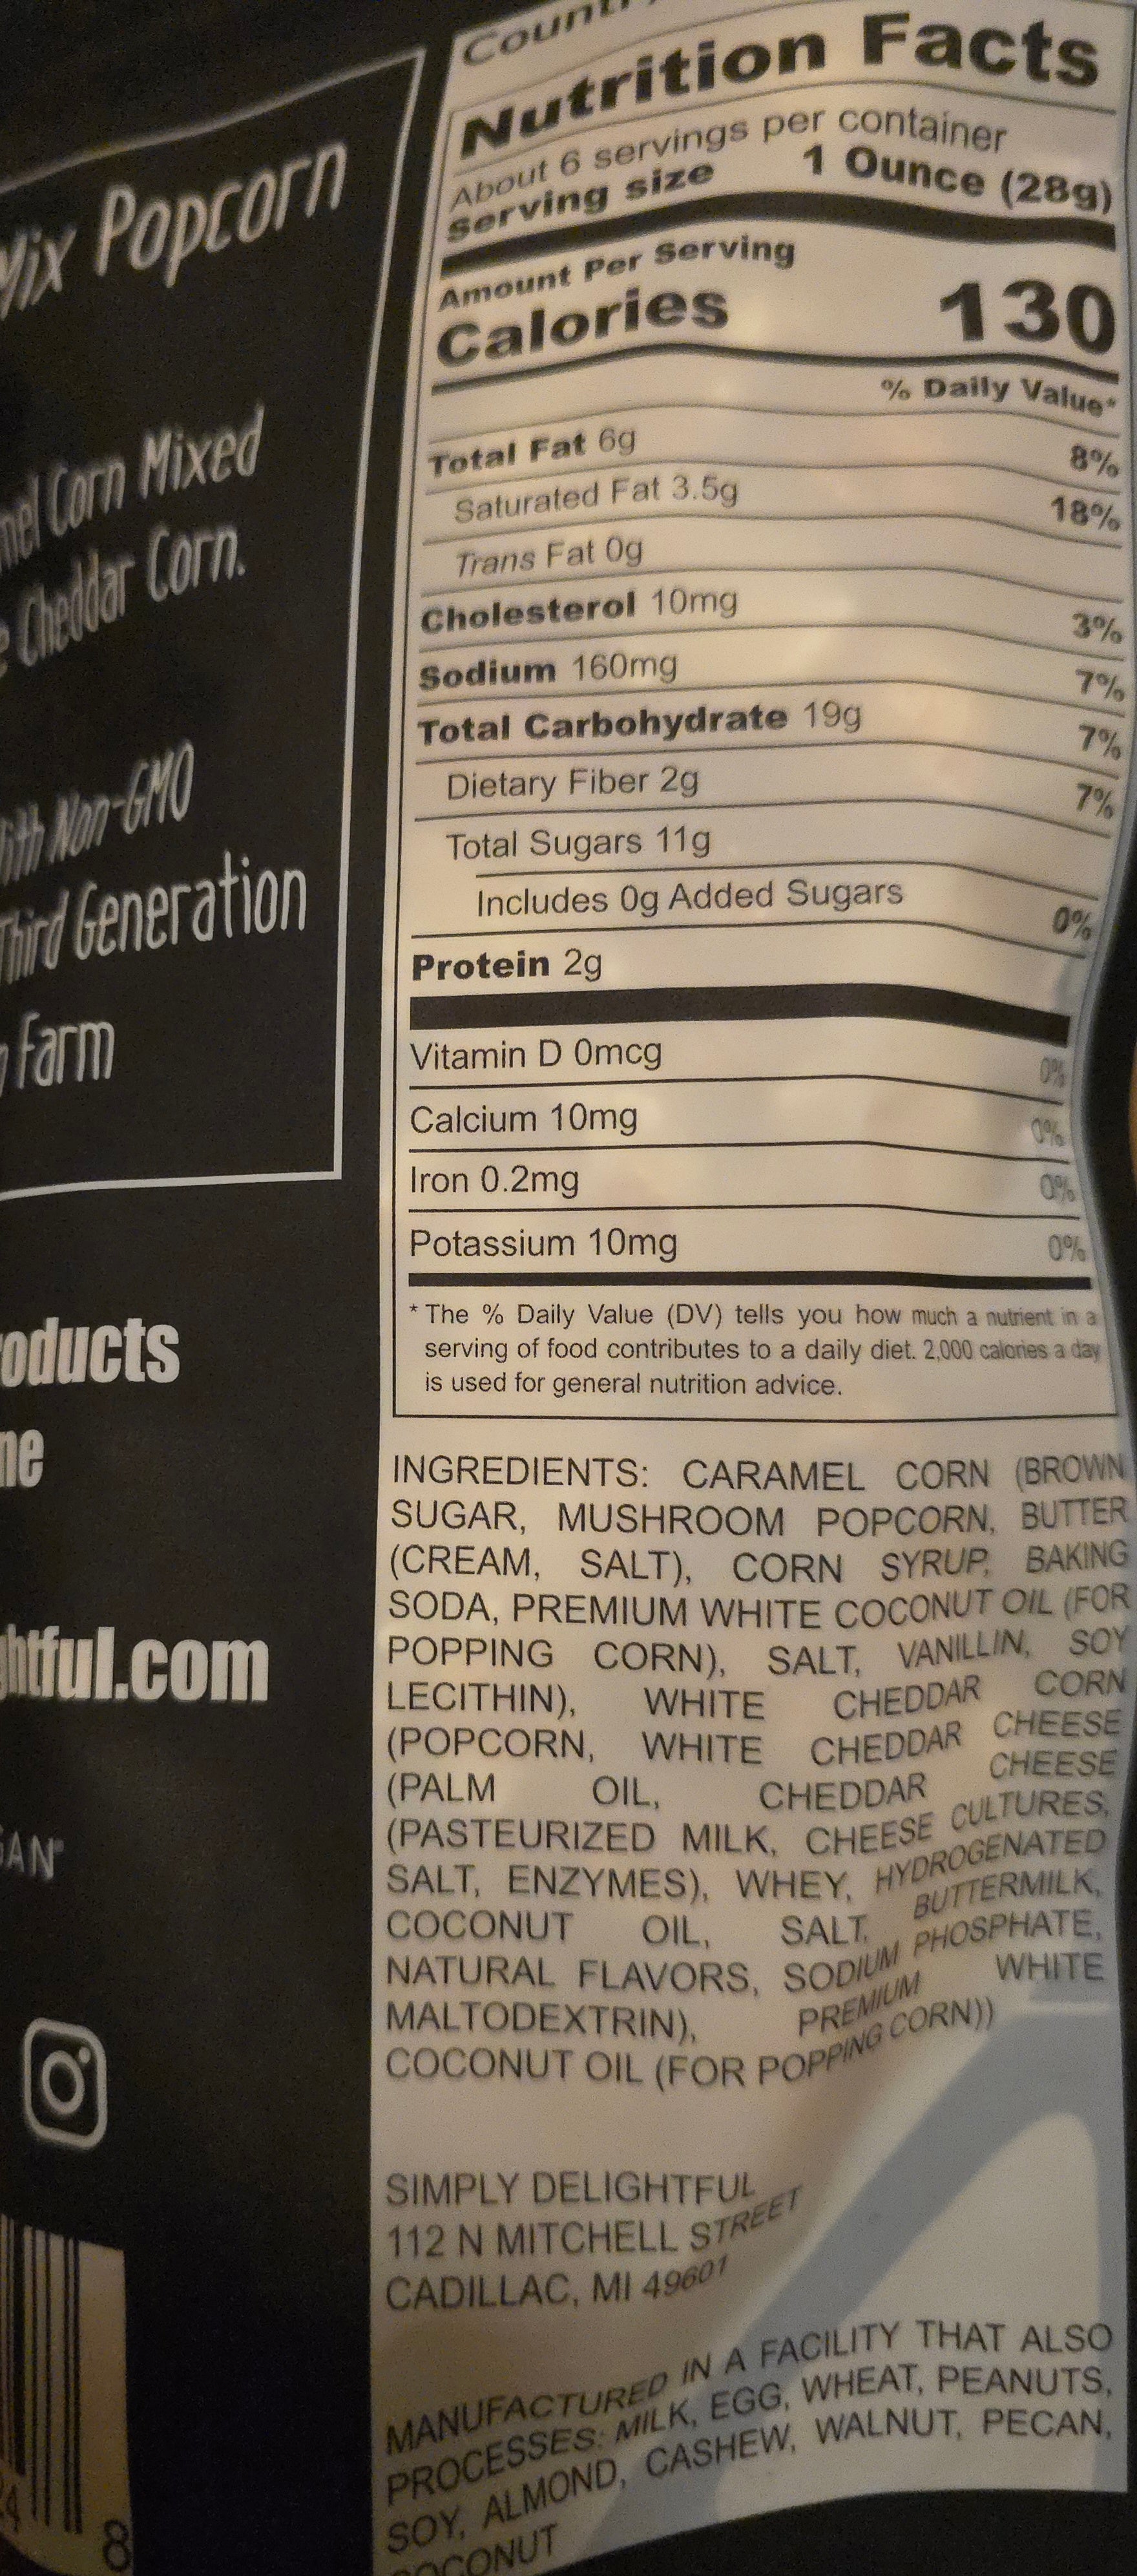 Mix Popcorn
Corn Mixed
Cheddar Corn.
Non-GMO
Third Generation
Farm
Nutrition Facts
About 6 servings per container
Serving size 1 Ounce (28g)
Amount Per Serving
Calories 130
% Daily Value*
Total Fat 6g 8%
Saturated Fat 3.5g 18%
Trans Fat 0g
Cholesterol 10mg 3%
Sodium 160mg 7%
Total Carbohydrate 19g 7%
Dietary Fiber 2g 7%
Total Sugars 11g
Includes 0g Added Sugars 0%
Protein 2g
Vitamin D 0mcg 0%
Calcium 10mg 0%
Iron 0.2mg 0%
Potassium 10mg 0%
* The % Daily Value (DV) tells you how much a nutrient in a
serving of food contributes to a daily diet. 2,000 calories a day
is used for general nutrition advice.
INGREDIENTS: CARAMEL CORN (BROWN
SUGAR, MUSHROOM POPCORN, BUTTER
(CREAM, SALT), CORN SYRUP, BAKING
SODA, PREMIUM WHITE COCONUT OIL (FOR
POPPING CORN), SALT, VANILLIN, SOY
LECITHIN), WHITE CHEDDAR CORN
(POPCORN, WHITE CHEDDAR CHEESE
(PALM OIL, CHEDDAR CHEESE
(PASTEURIZED MILK, CHEESE CULTURES,
SALT, ENZYMES), WHEY, HYDROGENATED
COCONUT OIL, SALT, BUTTERMILK,
NATURAL FLAVORS, SODIUM PHOSPHATE,
MALTODEXTRIN), PREMIUM WHITE
COCONUT OIL (FOR POPPING CORN))
SIMPLY DELIGHTFUL
112 N MITCHELL STREET
CADILLAC, MI 49601
MANUFACTURED IN A FACILITY THAT ALSO
PROCESSES: MILK, EGG, WHEAT, PEANUTS,
SOY, ALMOND, CASHEW, WALNUT, PECAN,
COCONUT
oducts
ne
htful.com
GAN
8